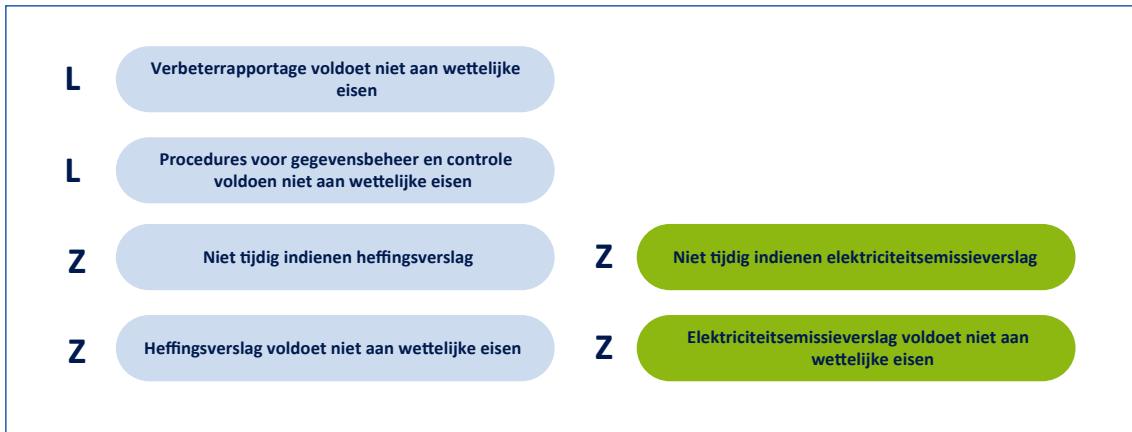 L
Verbeterrapportage voldoet niet aan wettelijke
eisen
L
Procedures voor gegevensbeheer en controle
voldoen niet aan wettelijke eisen
Z
Niet tijdig indienen heffingsverslag
Z
Niet tijdig indienen elektriciteitsemissieverslag
Z
Heffingsverslag voldoet niet aan wettelijke eisen
Z
Elektriciteitsemissieverslag voldoet niet aan
wettelijke eisen